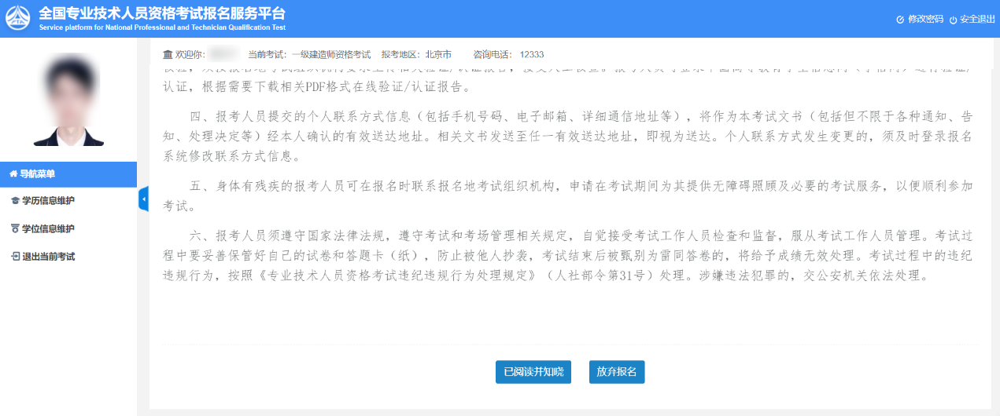 全国专业技术人员资格考试报名服务平台
Service platform for National Professional and Technician Qualification Test
修改密码 安全退出
欢迎你： 当前考试：一级建造师资格考试 报考地区：北京市 咨询电话： 12333
认证，根据需要下载相关PDF格式在线验证/认证报告。
四、报考人员提交的个人联系方式信息（包括手机号码、电子邮箱、详细通信地址等），将作为本考试文书（包括但不限于各种通知、告
知、处理决定等）经本人确认的有效送达地址。相关文书发送至任一有效送达地址，即视为送达。个人联系方式发生变更的，须及时登录报名
系统修改联系方式信息。
五、身体有残疾的报考人员可在报名时联系报名地考试组织机构，申请在考试期间为其提供无障碍照顾及必要的考试服务，以便顺利参加
考试。
六、报考人员须遵守国家法律法规，遵守考试和考场管理相关规定，自觉接受考试工作人员检查和监督，服从考试工作人员管理。考试过
程中要妥善保管好自己的试卷和答题卡（纸），防止被他人抄袭，考试结束后被甄别为雷同答卷的，将给予成绩无效处理。考试过程中的违纪
违规行为，按照《专业技术人员资格考试违纪违规行为处理规定》（人社部令第31号）处理。涉嫌违法犯罪的，交公安机关依法处理。
导航菜单
学历信息维护
学位信息维护
退出当前考试
已阅读并知晓 放弃报名